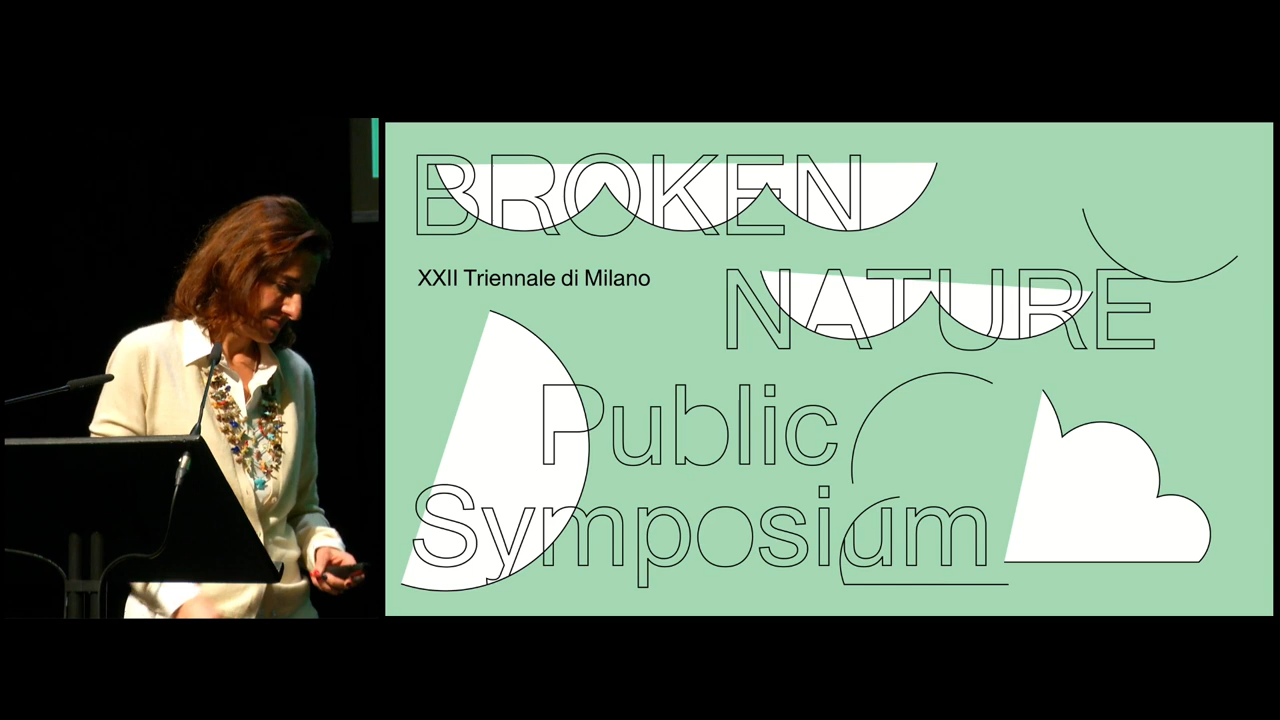 BROKEN
XXII Triennale di Milano
NATURE
Public
Symposium